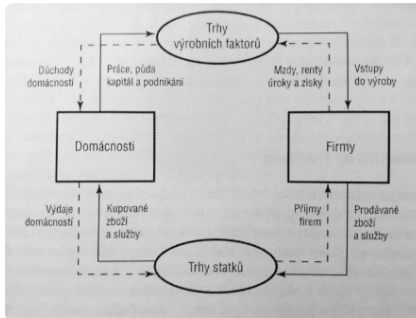 Trhy
výrobních faktorů
Důchody
domácností
Práce, půda
kapitál a podnikání
Mzdy, renty
úroky a zisky
Vstupy
do výroby
Domácnosti
Firmy
Výdaje
domácností
Kupované
zboží
a služby
Příjmy
firem
Prodávané
zboží
a služby
Trhy statků